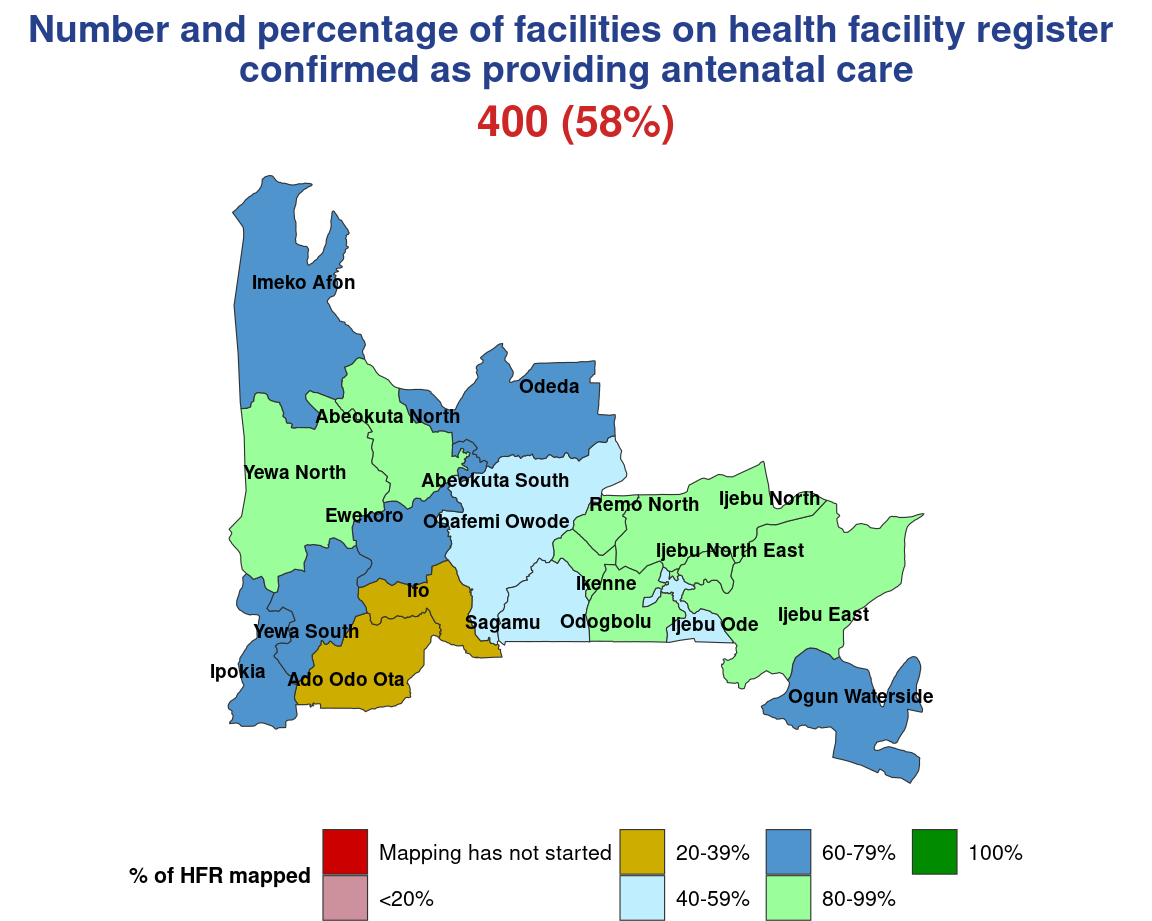 Number and percentage of facilities on health facility register
confirmed as providing antenatal care
400 (58%)
Imeko Afon
Odeda
Abeokuta North
Yewa North
Abeokuta South
Ijebu North
Remo North
Ewekoro
Obafemi Owode
Ijebu North East
Ikenne
Ifo
Ijebu East
Sagamu
Odogbolu
Ijebu Ode
Yewa South
Ipokia
Ado Odo Ota
Ogun Waterside
% of HFR mapped
Mapping has not started
<20%
20-39%
40-59%
60-79%
80-99%
100%